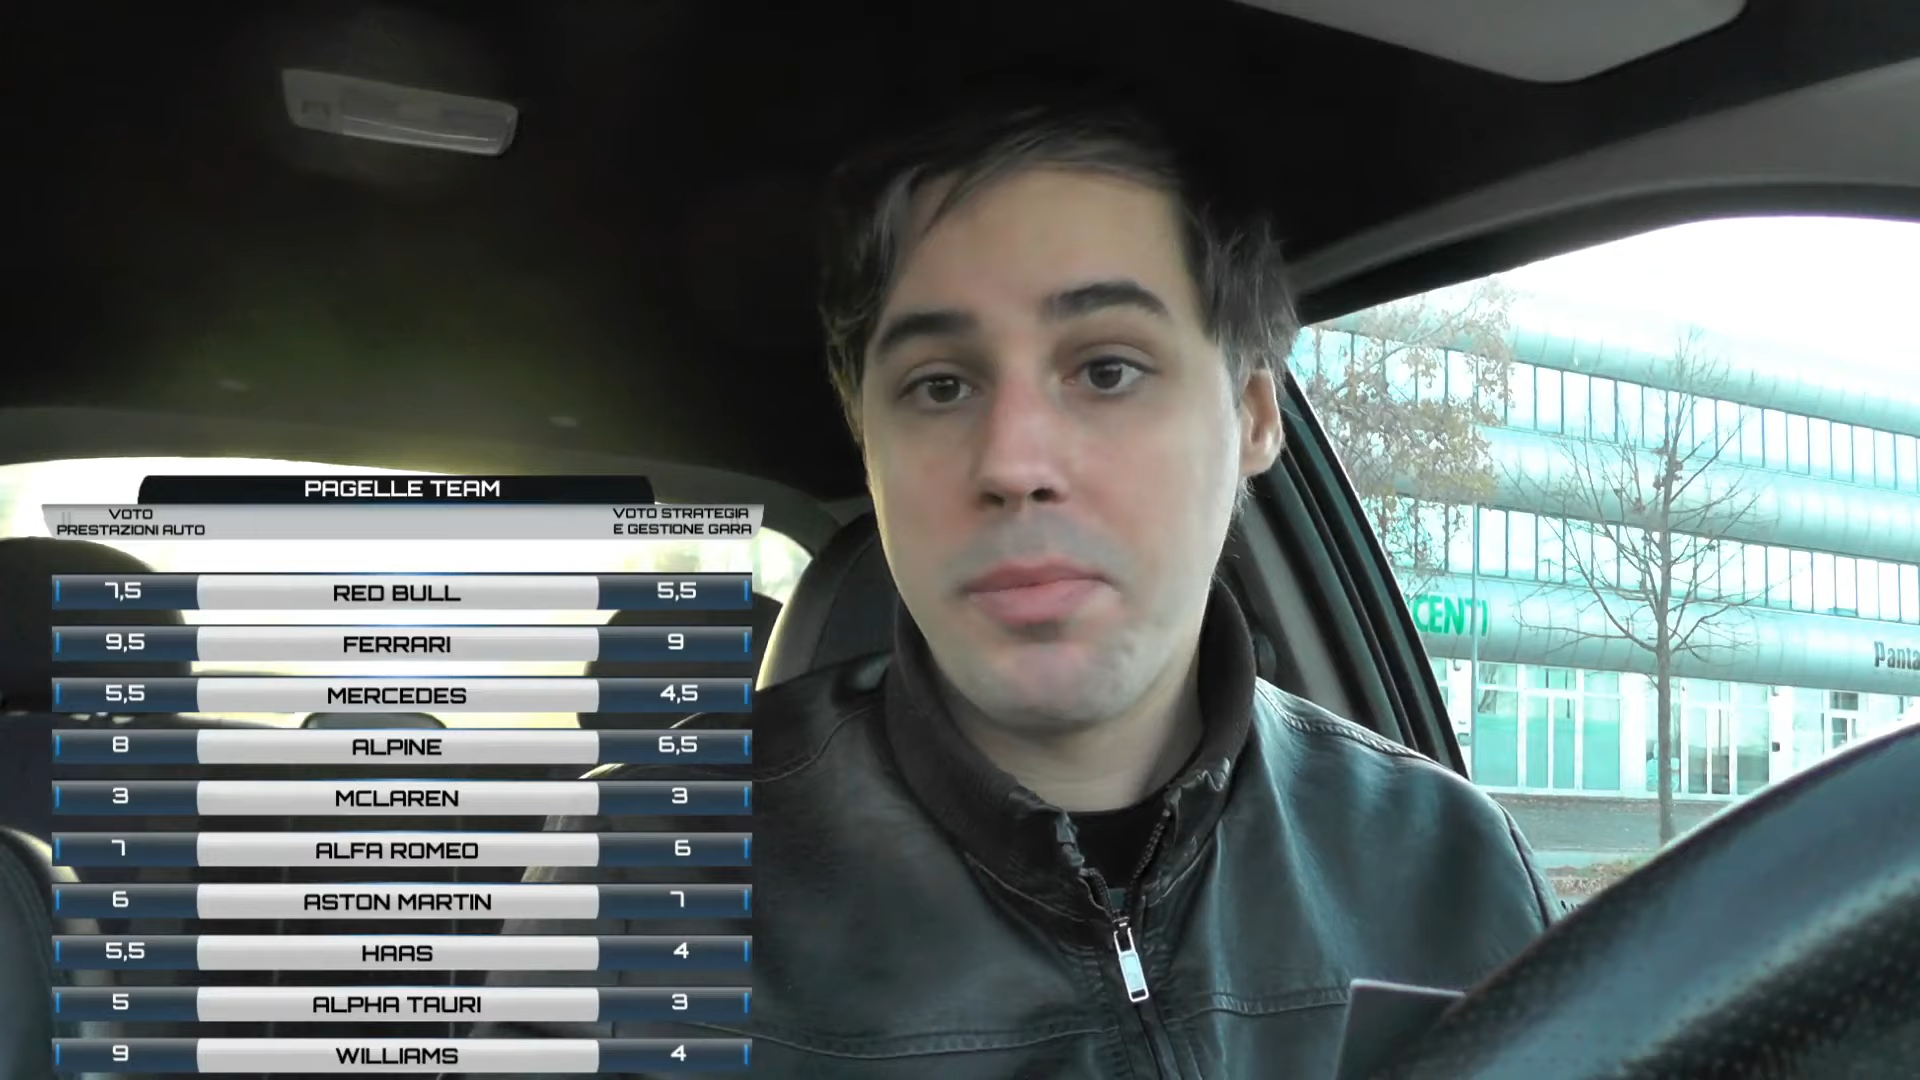 PAGELLE TEAM
VOTO
PRESTAZIONI AUTO
VOTO STRATEGIA
E GESTIONE GARA
7,5 RED BULL 5,5
9,5 FERRARI 9
5,5 MERCEDES 4,5
8 ALPINE 6,5
3 MCLAREN 3
7 ALFA ROMEO 6
6 ASTON MARTIN 7
5,5 HAAS 4
5 ALPHA TAURI 3
9 WILLIAMS 4
CENTI
Panta